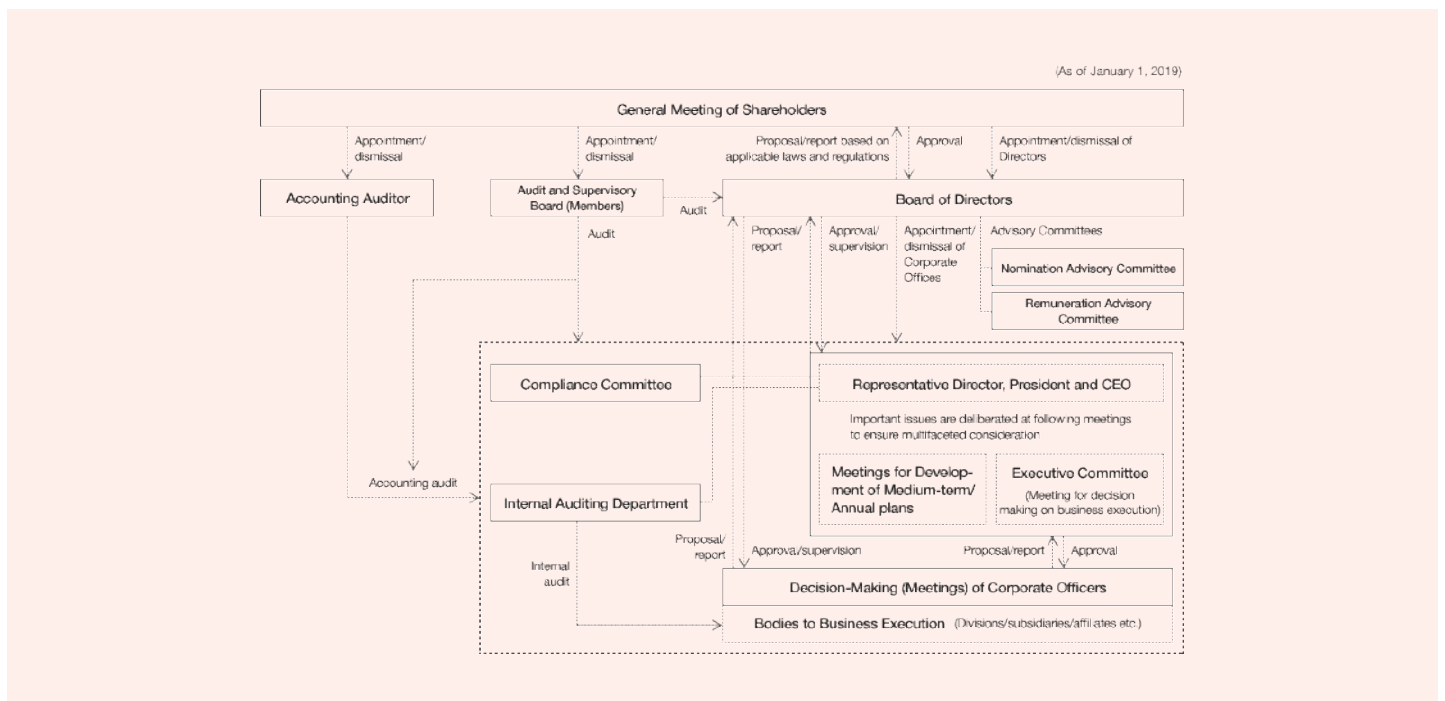 (As of January 1, 2019)
General Meeting of Shareholders
Appointment/
dismissal
Appointment/
dismissal
Proposal/report based on
applicable laws and regulations
Approval
Appointment/dismissal of
Directors
Accounting Auditor
Audit and Supervisory
Board (Members)
Audit
Board of Directors
Audit
Proposal/
report
Approval/
supervision
Appointment/
dismissal of
Corporate
Offices
Advisory Committees
Nomination Advisory Committee
Remuneration Advisory
Committee
Compliance Committee
Representative Director, President and CEO
Important issues are deliberated at following meetings
to ensure multifaceted consideration
Meetings for Develop-
ment of Medium-term/
Annual plans
Executive Committee
(Meeting for decision
making on business execution)
Accounting audit
Internal Auditing Department
Proposal/
report
Approva/supervision
Proposal/report
Approval
Internal
audit
Decision-Making (Meetings) of Corporate Officers
Bodies to Business Execution (Divisions/subsidiaries/affiliates etc.)